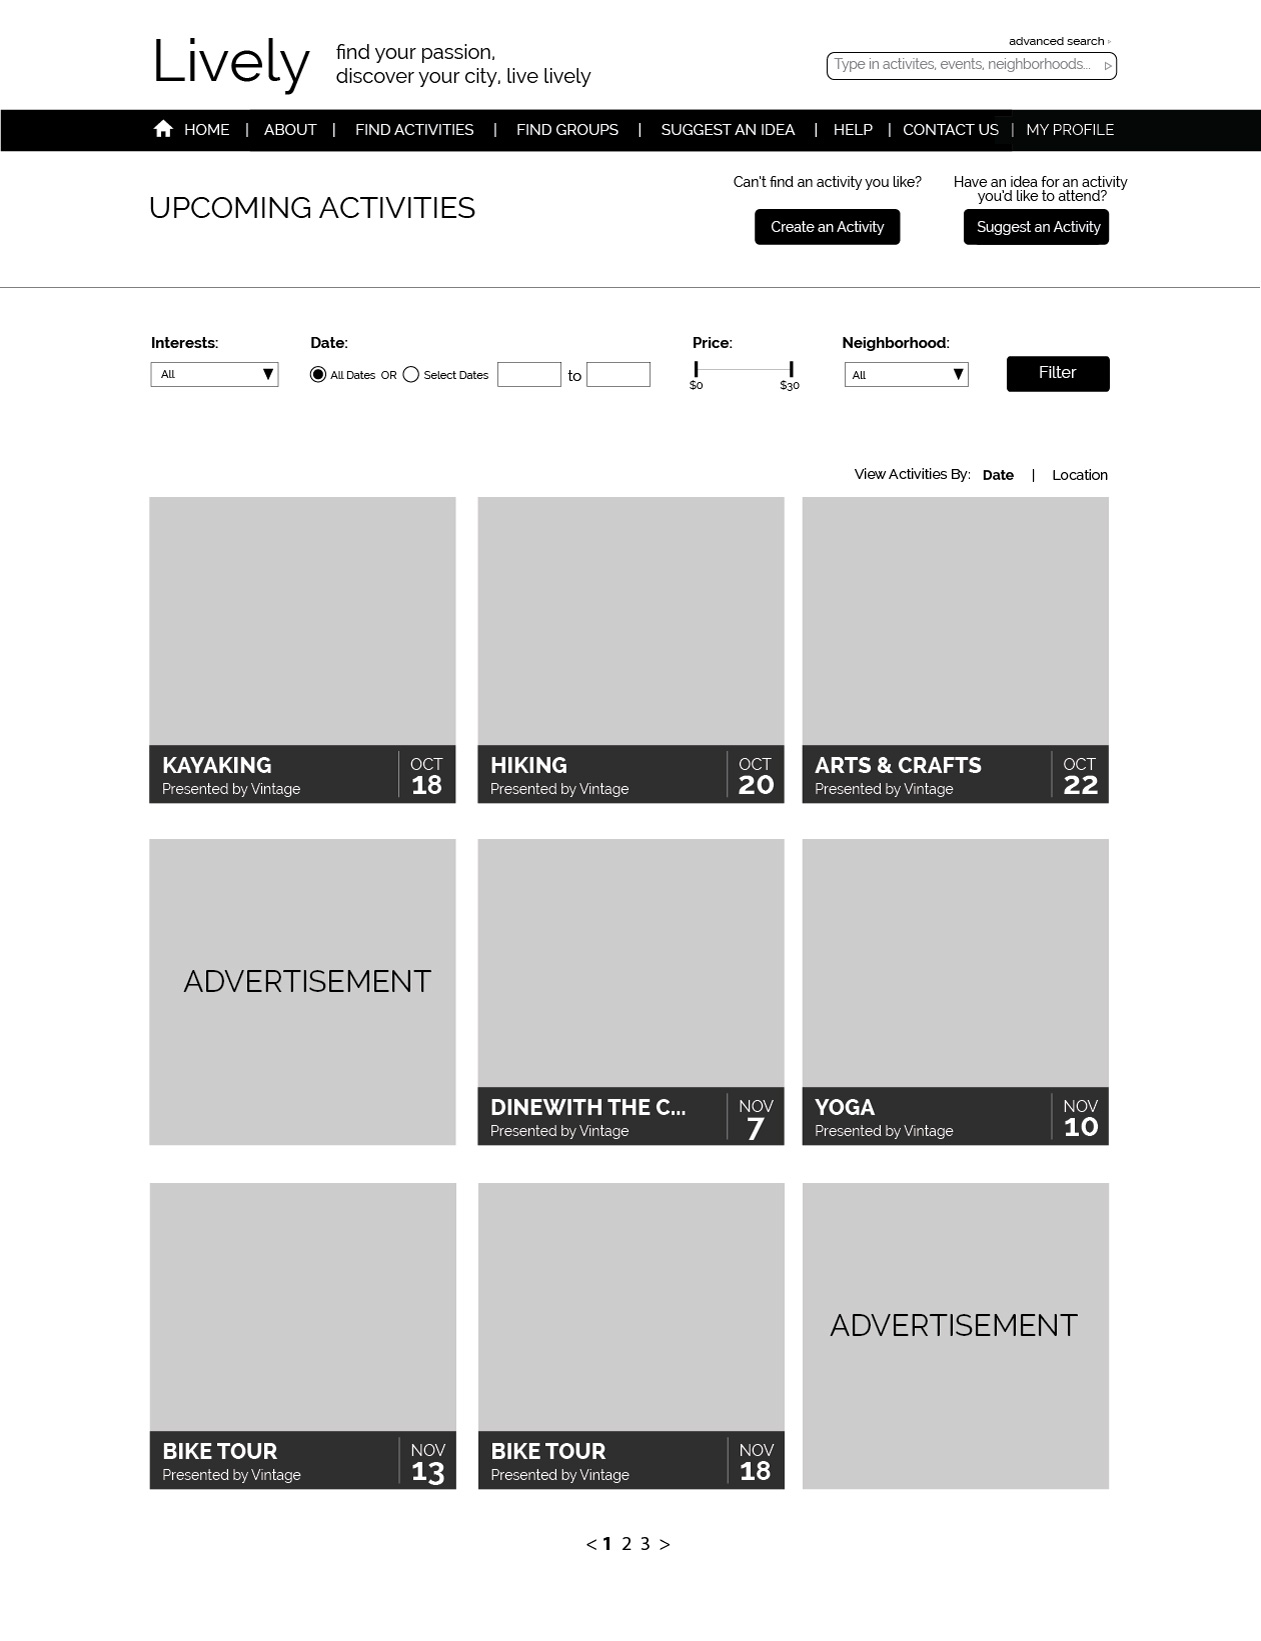 Lively
find your passion,
discover your city, live lively
advanced search
Type in activites, events, neighborhoods...
HOME | ABOUT | FIND ACTIVITIES | FIND GROUPS | SUGGEST AN IDEA | HELP | CONTACT US | MY PROFILE
UPCOMING ACTIVITIES
Can't find an activity you like?
Create an Activity
Have an idea for an activity
you'd like to attend?
Suggest an Activity
Interests:
All
Date:
All Dates OR Select Dates to
Price:
$0 $30
Neighborhood:
All
Filter
View Activities By: Date | Location
KAYAKING
Presented by Vintage
OCT
18
HIKING
Presented by Vintage
OCT
20
ARTS & CRAFTS
Presented by Vintage
OCT
22
ADVERTISEMENT
DINEWITH THE C...
Presented by Vintage
NOV
7
YOGA
Presented by Vintage
NOV
10
BIKE TOUR
Presented by Vintage
NOV
13
BIKE TOUR
Presented by Vintage
NOV
18
ADVERTISEMENT
< 1 2 3 >